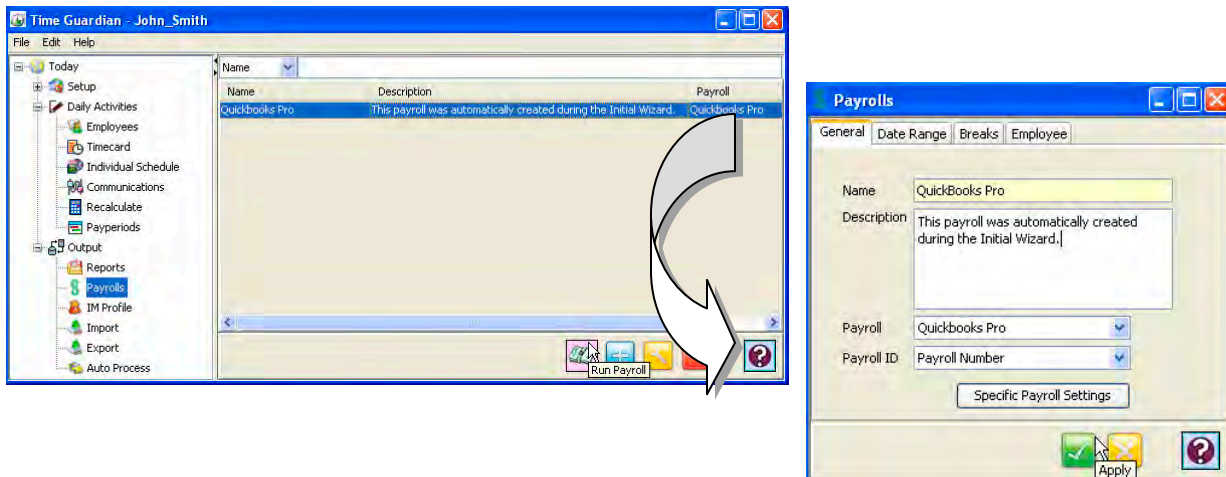 Time Guardian - John_Smith
File Edit Help
Today
Setup
Daily Activities
Employees
Timecard
Individual Schedule
Communications
Recalculate
Payperiods
Output
Reports
Payrolls
IM Profile
Import
Export
Auto Process
Name
Name Description Payroll
Quickbooks Pro This payroll was automatically created during the Initial Wizard. Quickbooks Pro
Run Payroll
Payrolls
General Date Range Breaks Employee
Name QuickBooks Pro
Description This payroll was automatically created
during the Initial Wizard.
Payroll Quickbooks Pro
Payroll ID Payroll Number
Specific Payroll Settings
Apply